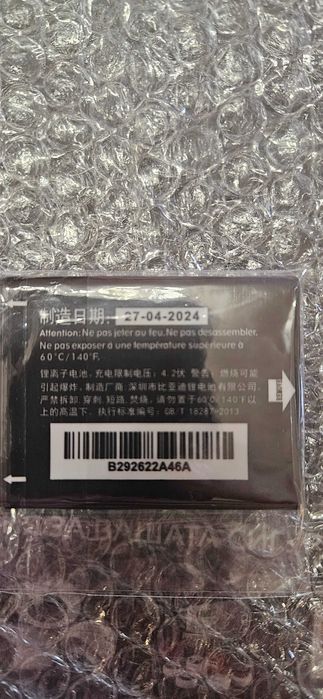 制造日期: 27-04-2024
Attention: Ne pas jeter au feu. Ne pas desassembler.
Ne pas exposer à une température supérieure à
60°C/140°F.
锂离子电池, 充电限制电压: 4.2伏 警告: 燃烧可能
引起爆炸. 制造厂商: 深圳市比亚迪锂电池有限公司
严禁拆卸. 穿刺. 短路. 焚烧. 请勿放置于60℃/140℉以
上的高温下. 执行标准编号: GB/T 18287-2013
B292622A46A
ЗА ВАШАТА СИГ